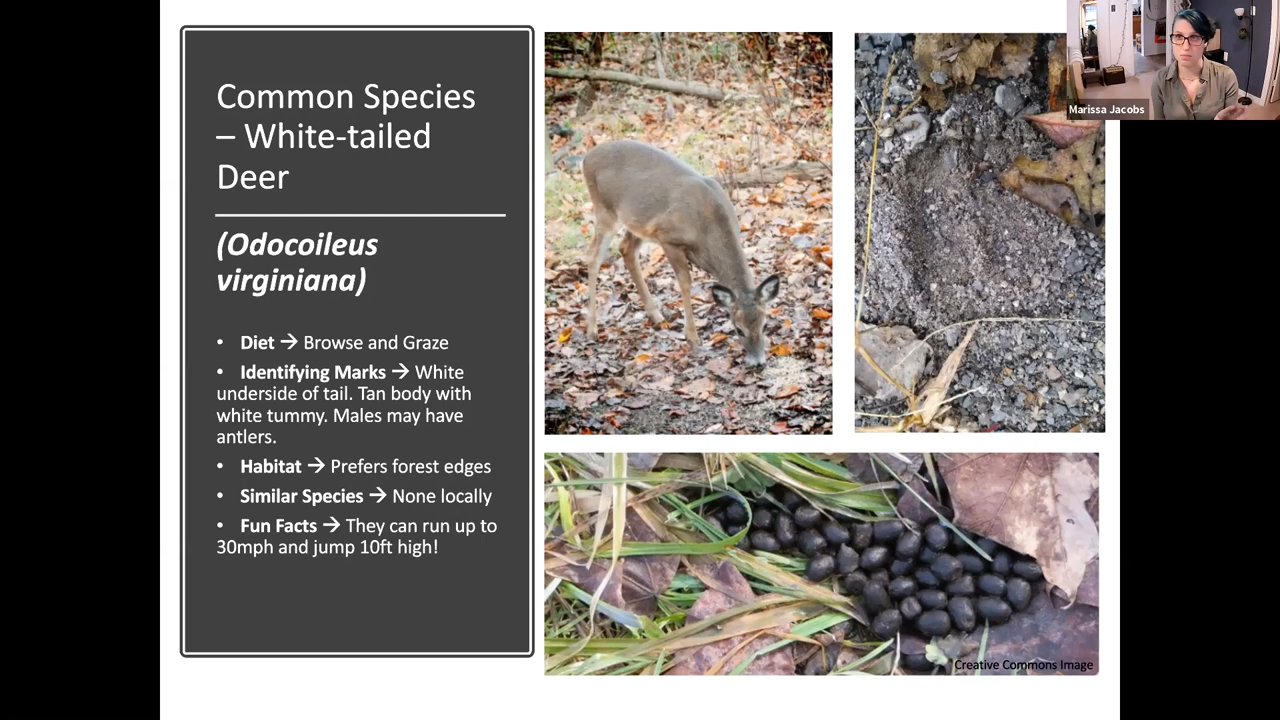 Common Species
– White-tailed
Deer
(Odocoileus
virginiana)
• Diet → Browse and Graze
• Identifying Marks → White
underside of tail. Tan body with
white tummy. Males may have
antlers.
• Habitat → Prefers forest edges
• Similar Species → None locally
• Fun Facts → They can run up to
30mph and jump 10ft high!
Marissa Jacobs
Creative Commons Image